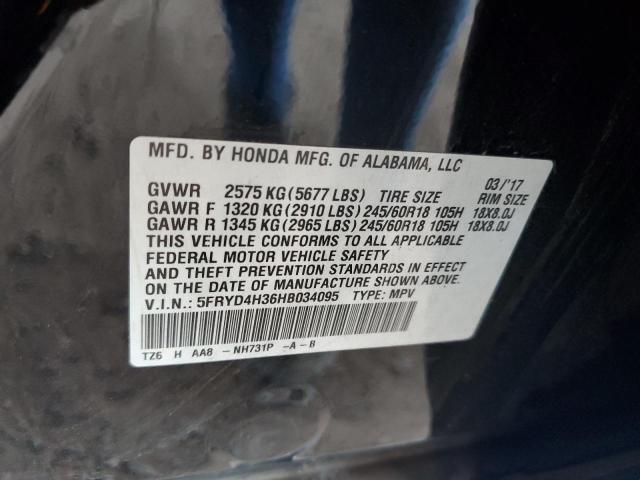 MFD. BY HONDA MFG. OF ALABAMA, LLC
03/'17
GVWR 2575 KG(5677 LBS) TIRE SIZE RIM SIZE
GAWR F 1320 KG(2910 LBS)245/60R18 105H 18X8.0J
GAWR R 1345 KG(2965 LBS)245/60R18 105H 18X8.0J
THIS VEHICLE CONFORMS TO ALL APPLICABLE
FEDERAL MOTOR VEHICLE SAFETY
AND THEFT PREVENTION STANDARDS IN EFFECT
ON THE DATE OF MANUFACTURE SHOWN ABOVE.
V.I.N.: 5FRYD4H36HB034095 TYPE: MPV
TZ6 H AA8 -NH731P -A-B